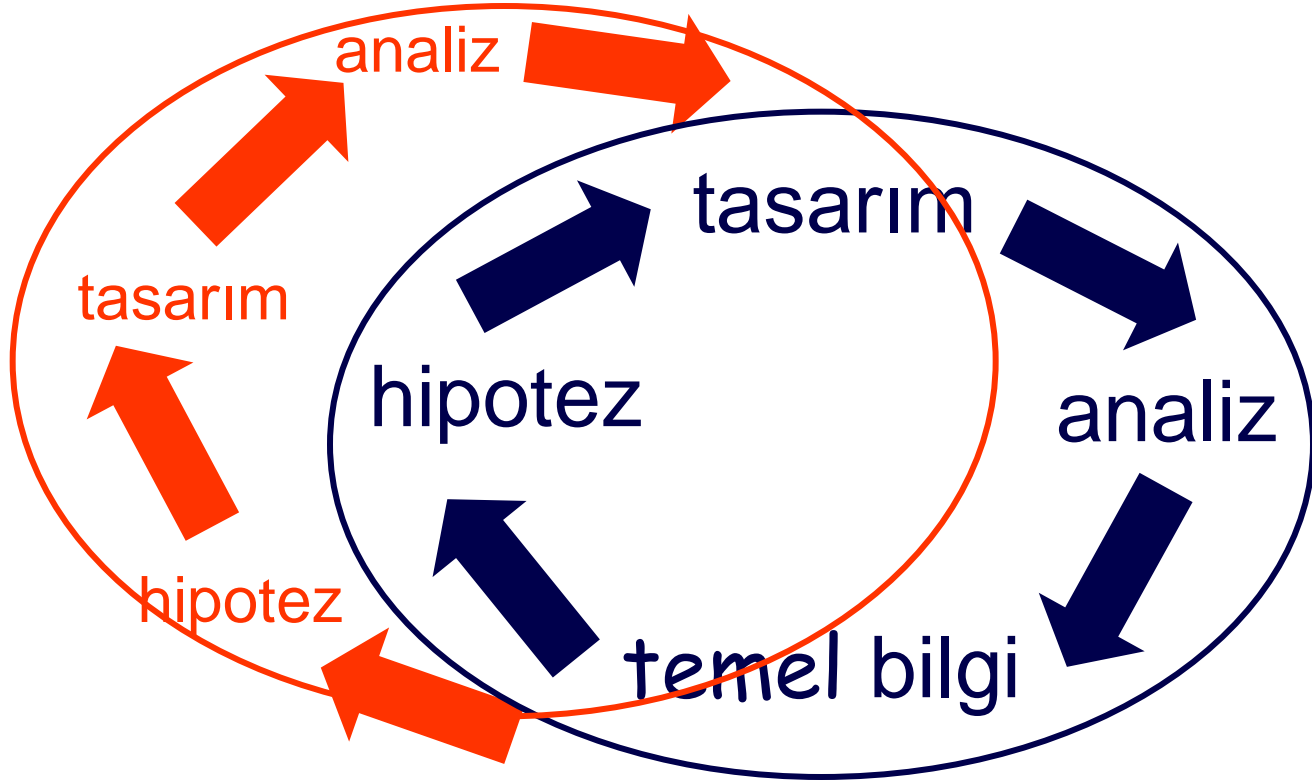 analiz
tasarım
tasarım
hipotez
analiz
hipotez
temel bilgi